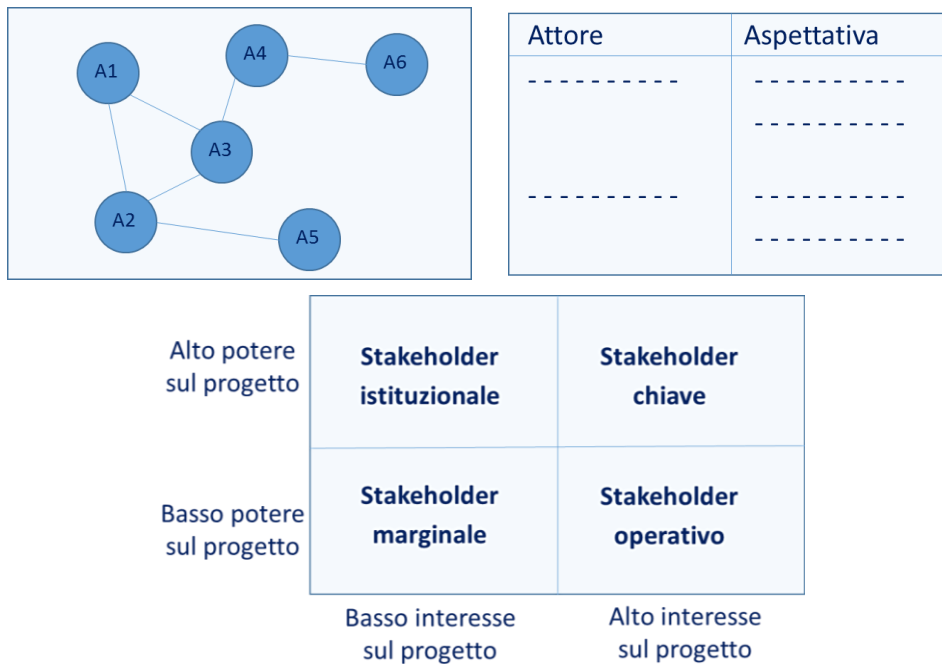 A1
A4
A6
A3
A2
A5
Attore Aspettativa
- - - - - - - - - - - - - - - - - - - -
- - - - - - - - - -
- - - - - - - - - - - - - - - - - - - -
- - - - - - - - - -
Alto potere
sul progetto
Stakeholder
istituzionale
Stakeholder
chiave
Basso potere
sul progetto
Stakeholder
marginale
Stakeholder
operativo
Basso interesse
sul progetto
Alto interesse
sul progetto